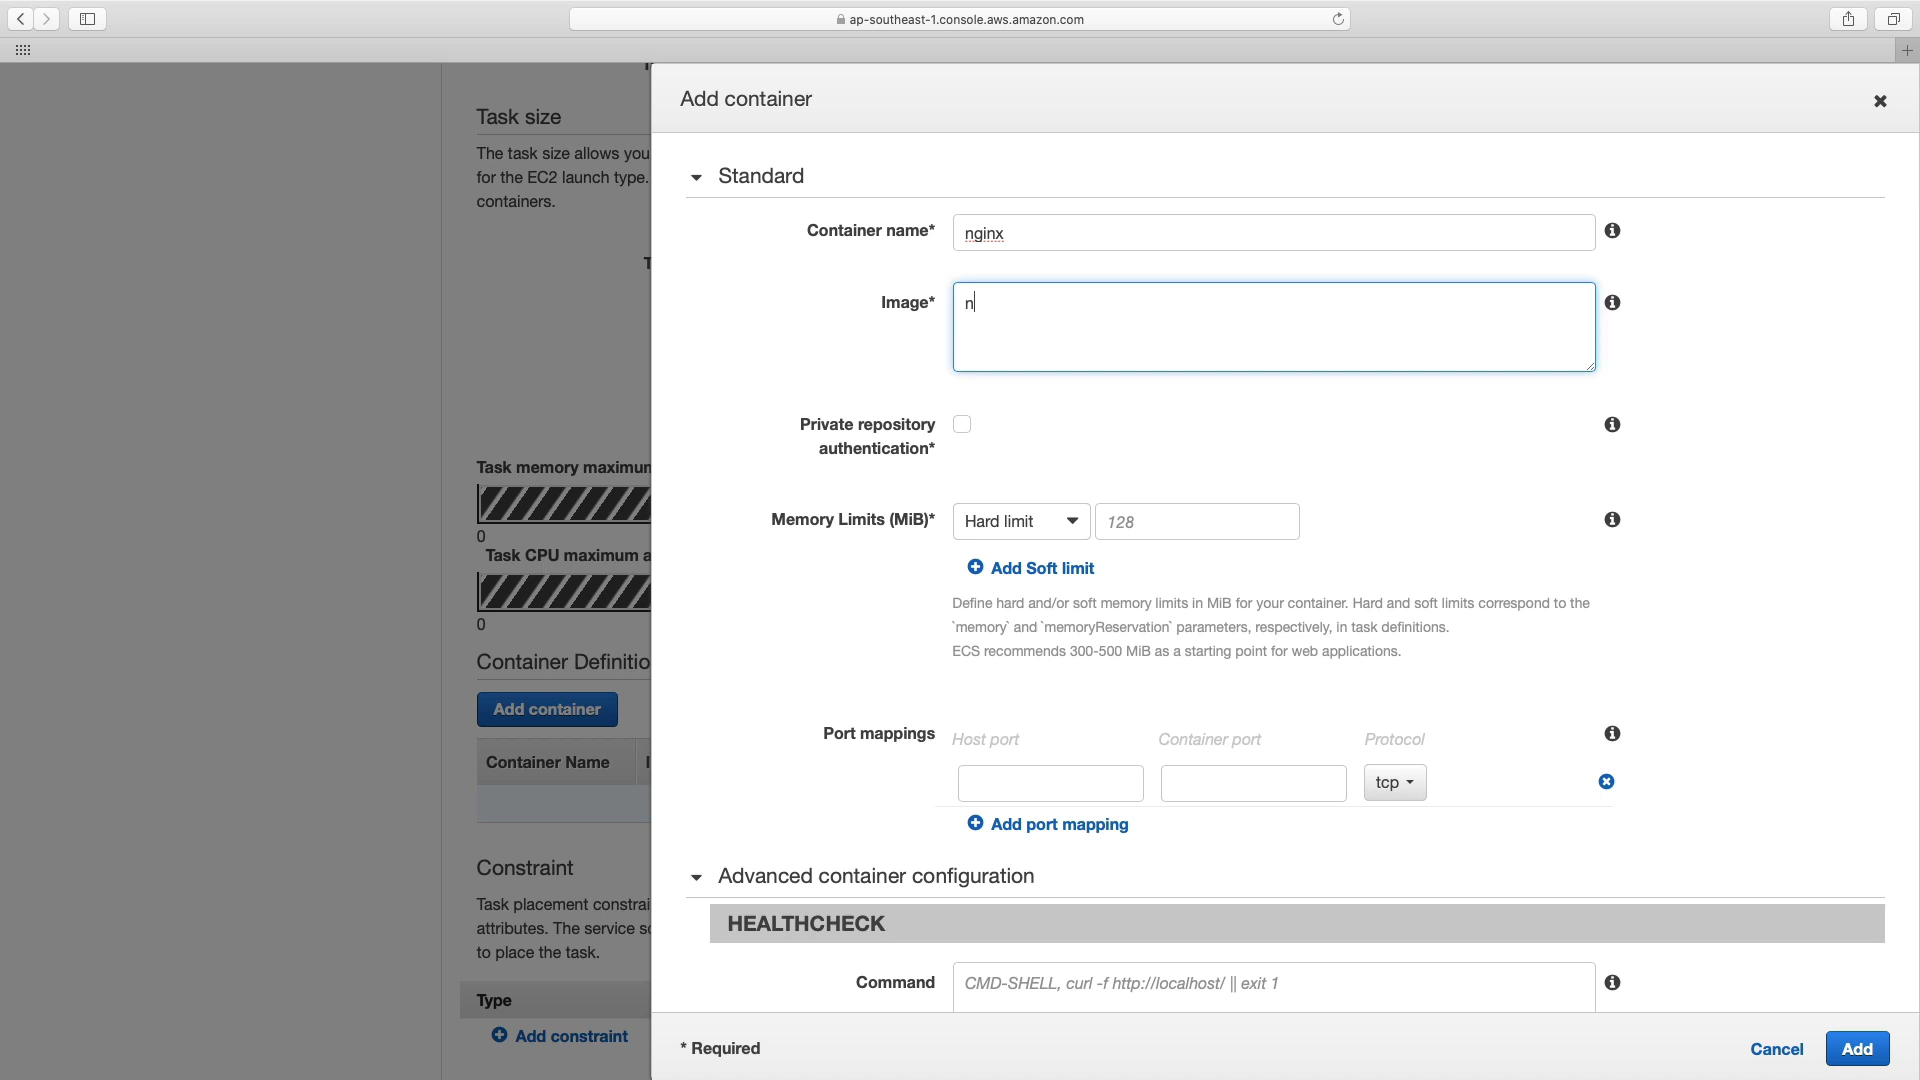 ap-southeast-1.console.aws.amazon.com
Task size
The task size allows you
for the EC2 launch type.
containers.
Task memory maximum
0
Task CPU maximum a
0
Container Definitio
Add container
Container Name
Constraint
Task placement constrai
attributes. The service s
to place the task.
Type
Add constraint
Add container
Standard
Container name*
nginx
Image*
n
Private repository
authentication*
Memory Limits (MiB)*
Hard limit
128
Add Soft limit
Define hard and/or soft memory limits in MiB for your container. Hard and soft limits correspond to the
`memory` and `memoryReservation` parameters, respectively, in task definitions.
ECS recommends 300-500 MiB as a starting point for web applications.
Port mappings
Host port
Container port
Protocol
tcp
Add port mapping
Advanced container configuration
HEALTHCHECK
Command
CMD-SHELL, curl -f http://localhost/ || exit 1
* Required
Cancel
Add